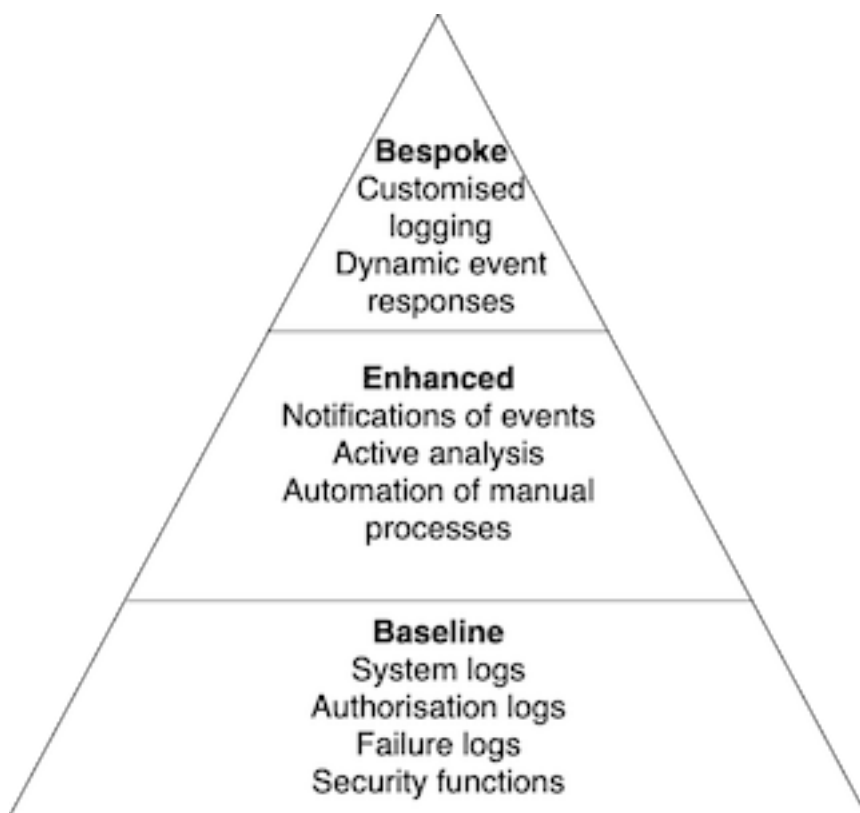 Bespoke
Customised
logging
Dynamic event
responses
Enhanced
Notifications of events
Active analysis
Automation of manual
processes
Baseline
System logs
Authorisation logs
Failure logs
Security functions